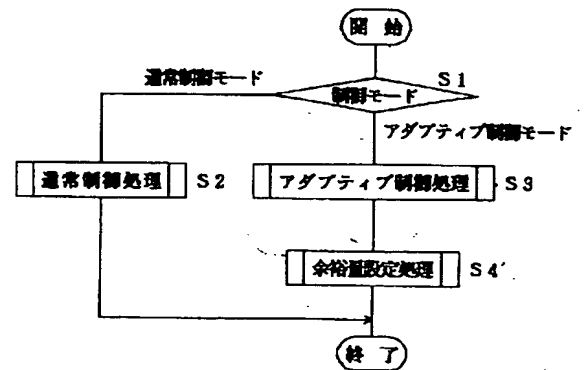 開 始
通常制御モード
S1
制御モード
アダプティブ制御モード
通常制御処理 S2
アダプティブ制御処理 S3
余裕量設定処理 S4
終 了